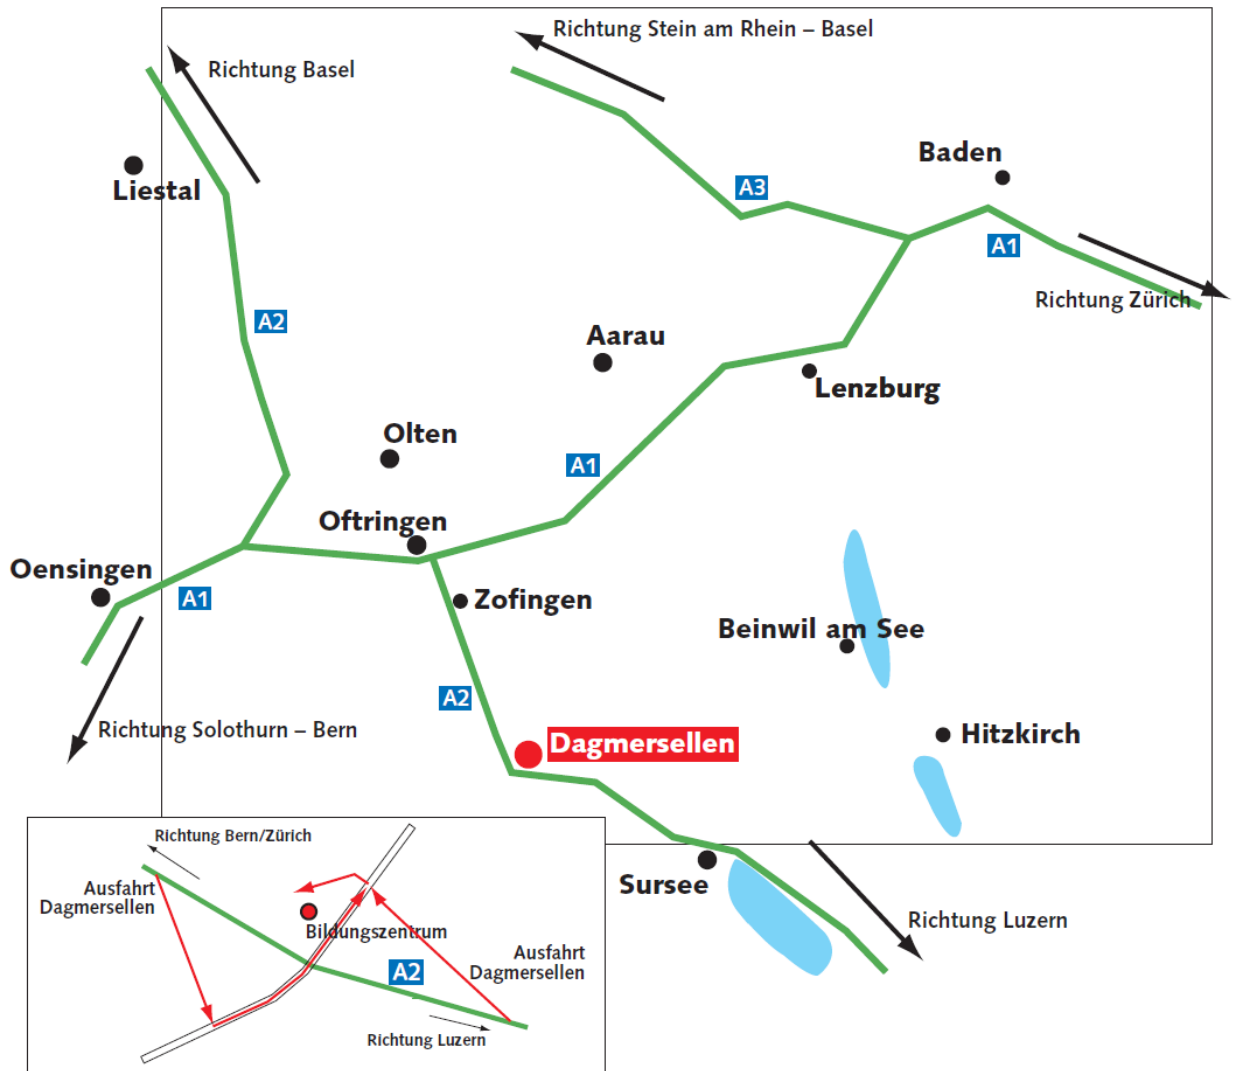 Richtung Stein am Rhein – Basel
Richtung Basel
Baden
Liestal
A3
A1
Richtung Zürich
A2
Aarau
Lenzburg
Olten
A1
Oftringen
Oensingen
A1
Zofingen
Beinwil am See
A2
Richtung Solothurn – Bern
Dagmersellen
Hitzkirch
Sursee
Richtung Luzern
Richtung Bern/Zürich
Ausfahrt
Dagmersellen
Bildungszentrum
A2
Ausfahrt
Dagmersellen
Richtung Luzern